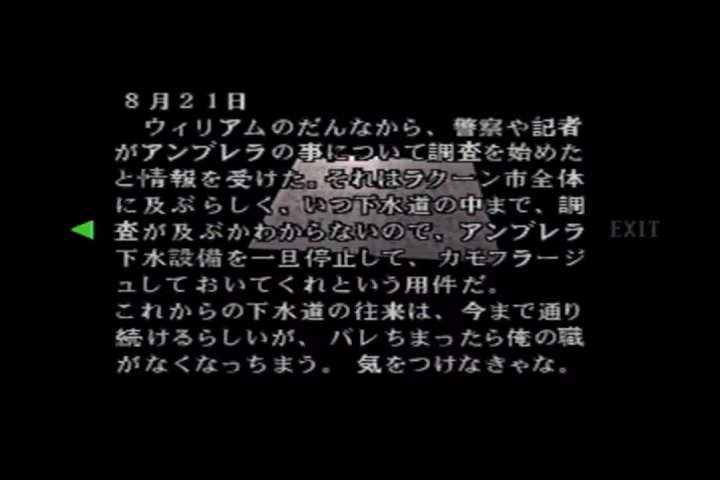 ８月２１日
　ウィリアムのだんなから、警察や記者
がアンブレラの事について調査を始めた
と情報を受けた。それはラクーン市全体
に及ぶらしく、いつ下水道の中まで、調
査が及ぶかわからないので、アンブレラ
下水設備を一旦停止して、カモフラージ
ュしておいてくれという用件だ。
これからの下水道の往来は、今まで通り
続けるらしいが、バレちまったら俺の職
がなくなっちまう。 気をつけなきゃな。
EXIT